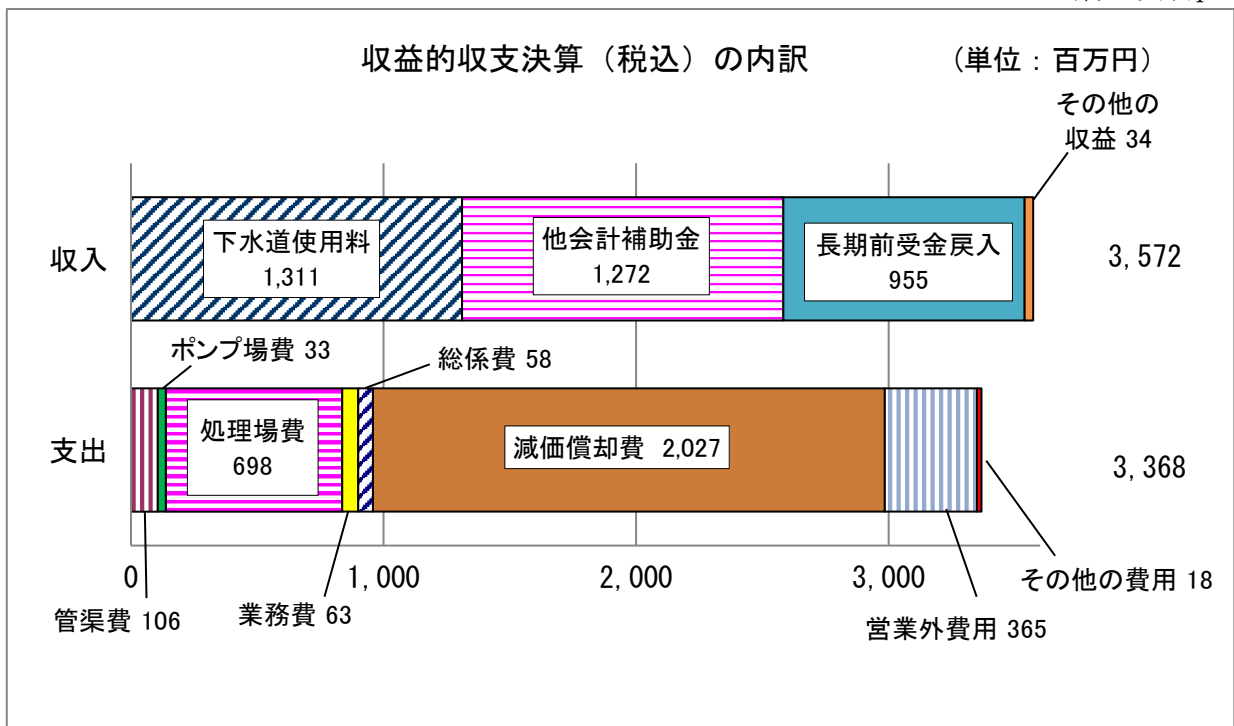 収益的収支決算（税込）の内訳
（単位：百万円）
その他の
収益 34
収入
下水道使用料
1,311
他会計補助金
1,272
長期前受金戻入
955
3,572
ポンプ場費 33
総係費 58
支出
処理場費
698
減価償却費 2,027
3,368
0
1,000
2,000
3,000
管渠費 106
業務費 63
営業外費用 365
その他の費用 18